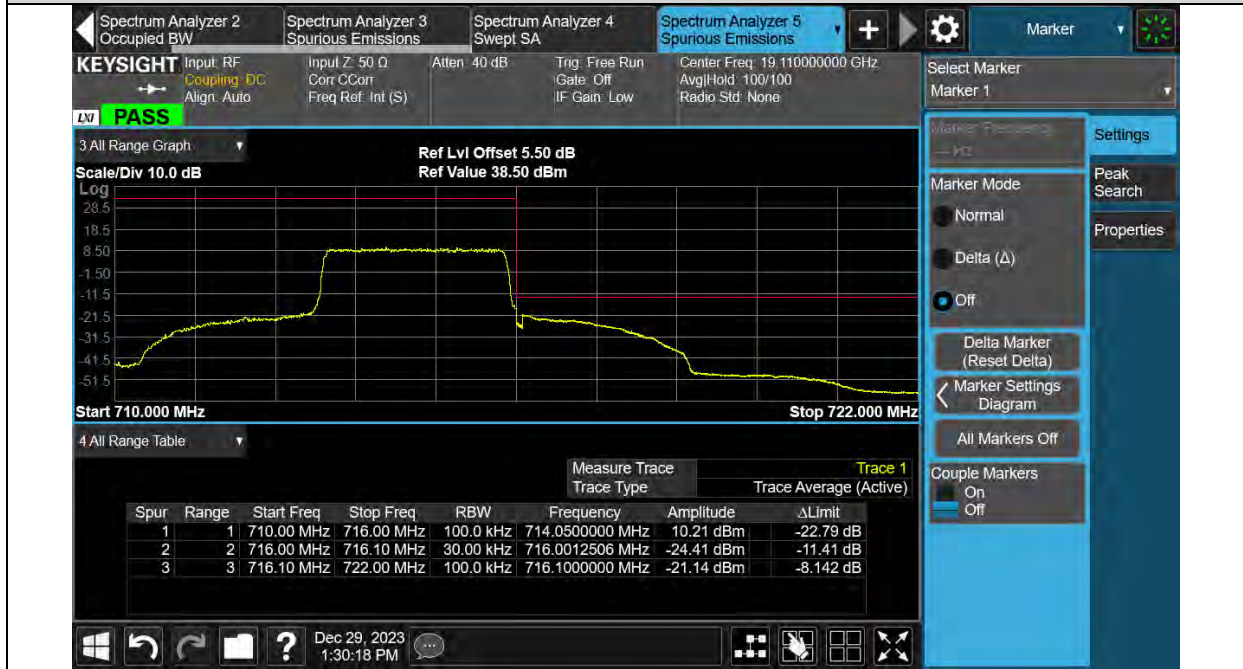 Spectrum Analyzer 2
Occupied BW
Spectrum Analyzer 3
Spurious Emissions
Spectrum Analyzer 4
Swept SA
Spectrum Analyzer 5
Spurious Emissions
Marker
KEYSIGHT
Input: RF
Coupling: DC
Align: Auto
Input Z: 50 Ω
Corr CCorr
Freq Ref: Int (S)
Atten: 40 dB
Trig: Free Run
Gate: Off
IF Gain: Low
Center Freq: 19.110000000 GHz
Avg|Hold: 100/100
Radio Std: None
LXI PASS
Select Marker
Marker 1
Marker Frequency
--- Hz
Settings
Peak
Search
Properties
Marker Mode
Normal
Delta (Δ)
Off
Delta Marker
(Reset Delta)
Marker Settings
Diagram
All Markers Off
Couple Markers
On
Off
3 All Range Graph
Scale/Div 10.0 dB
Ref Lvl Offset 5.50 dB
Ref Value 38.50 dBm
Log
28.5
18.5
8.50
-1.50
-11.5
-21.5
-31.5
-41.5
-51.5
Start 710.000 MHz
Stop 722.000 MHz
4 All Range Table
Measure Trace Trace 1
Trace Type Trace Average (Active)
Spur Range Start Freq Stop Freq RBW Frequency Amplitude ΔLimit
1 1 710.00 MHz 716.00 MHz 100.0 kHz 714.0500000 MHz 10.21 dBm -22.79 dB
2 2 716.00 MHz 716.10 MHz 30.00 kHz 716.0012506 MHz -24.41 dBm -11.41 dB
3 3 716.10 MHz 722.00 MHz 100.0 kHz 716.1000000 MHz -21.14 dBm -8.142 dB
Dec 29, 2023
1:30:18 PM